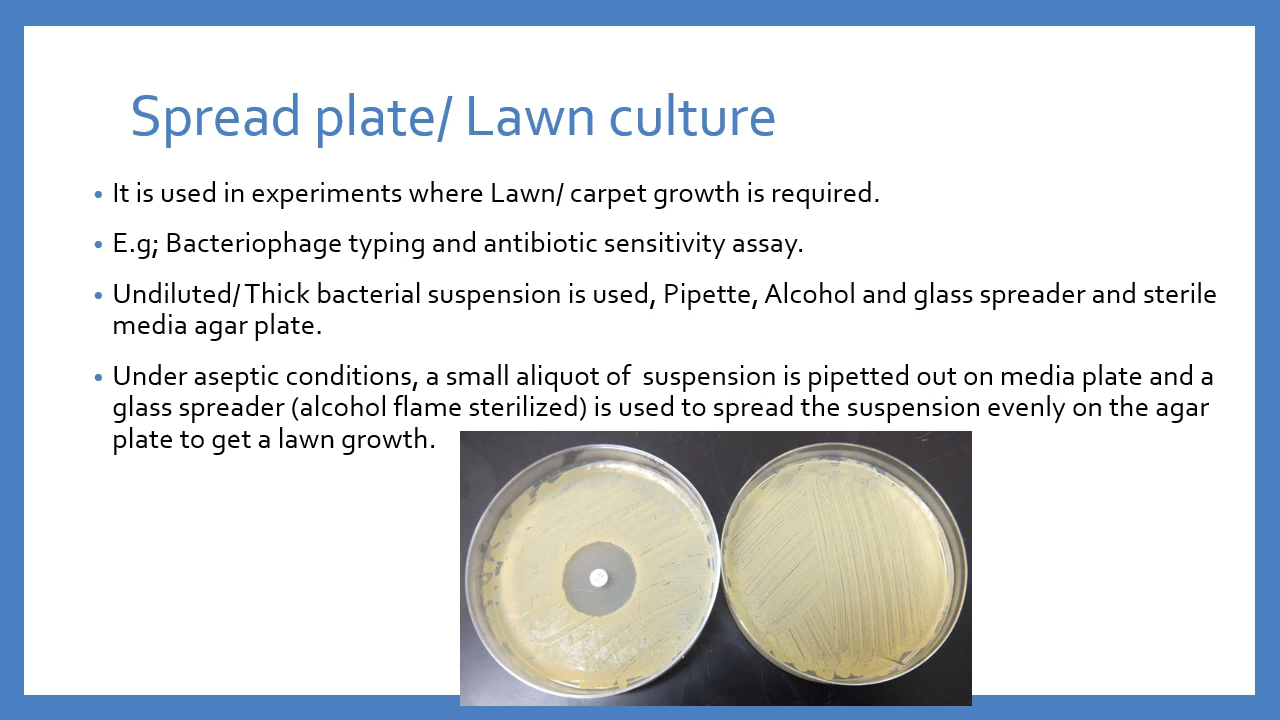 Spread plate/ Lawn culture
• It is used in experiments where Lawn/ carpet growth is required.
• E.g; Bacteriophage typing and antibiotic sensitivity assay.
• Undiluted/ Thick bacterial suspension is used, Pipette, Alcohol and glass spreader and sterile
media agar plate.
• Under aseptic conditions, a small aliquot of  suspension is pipetted out on media plate and a
glass spreader (alcohol flame sterilized) is used to spread the suspension evenly on the agar
plate to get a lawn growth.